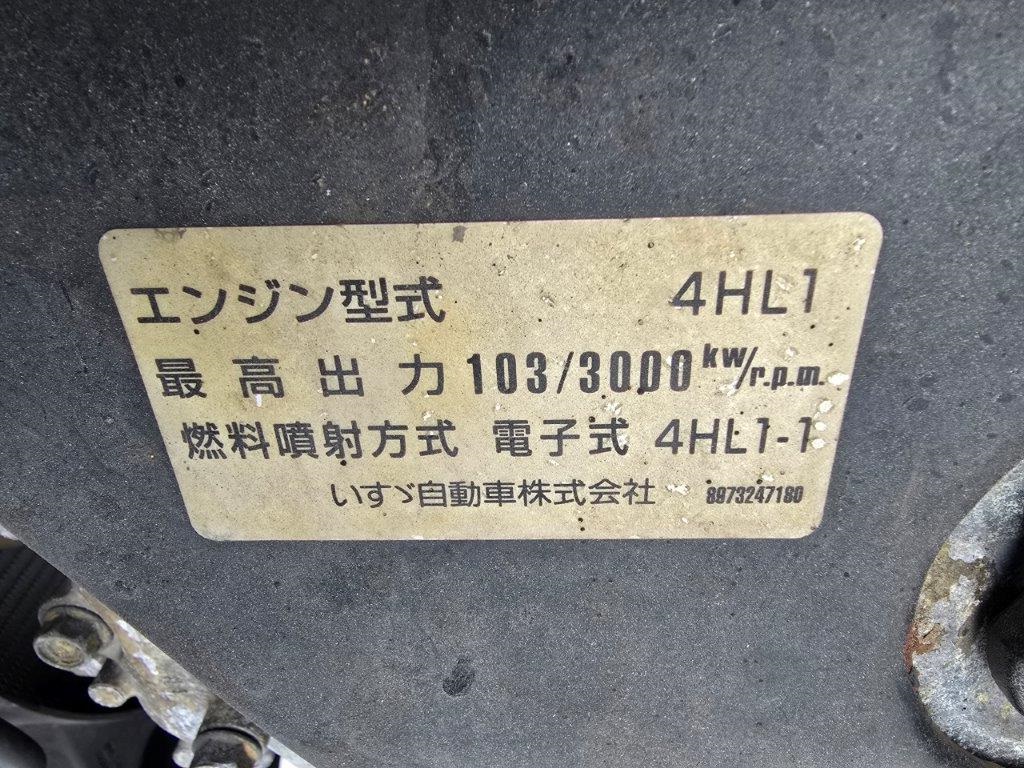 エンジン型式 4HL1
最高出力 103/3000 kW/r.p.m.
燃料噴射方式 電子式 4HL1-1
いすゞ自動車株式会社 8973247180